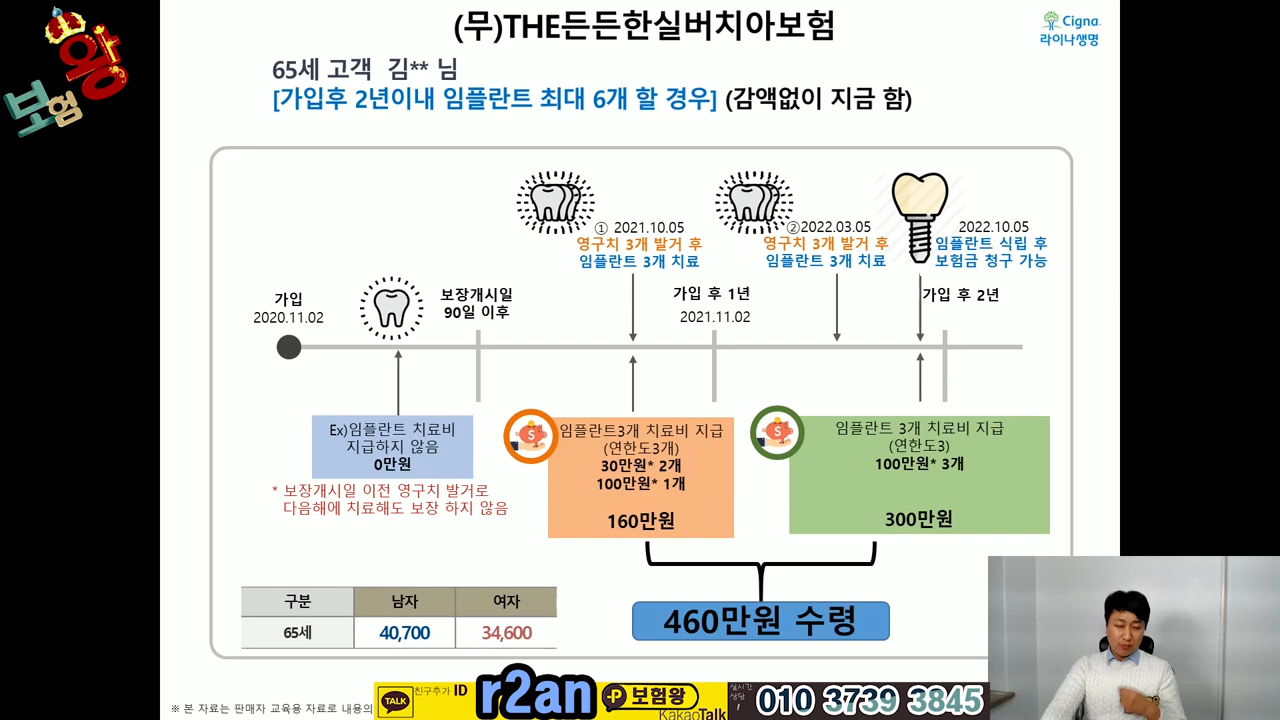 보험왕
(무)THE든든한실버치아보험
Cigna.
라이나생명
65세 고객 김** 님
[가입후 2년이내 임플란트 최대 6개 할 경우] (감액없이 지금 함)
① 2021.10.05
영구치 3개 발거 후
임플란트 3개 치료
②2022.03.05
영구치 3개 발거 후
임플란트 3개 치료
2022.10.05
임플란트 식립 후
보험금 청구 가능
가입
2020.11.02
보장개시일
90일 이후
가입 후 1년
2021.11.02
가입 후 2년
Ex)임플란트 치료비
지급하지 않음
0만원
* 보장개시일 이전 영구치 발거로
다음해에 치료해도 보장 하지 않음
임플란트3개 치료비 지급
(연한도3개)
30만원* 2개
100만원* 1개
160만원
임플란트 3개 치료비 지급
(연한도3)
100만원* 3개
300만원
460만원 수령
구분 남자 여자
65세 40,700 34,600
※ 본 자료는 판매자 교육용 자료로 내용의
TALK
친구추가 ID
r2an
보험왕
KakaoTalk
실시간
상담
!
010 3739 3845